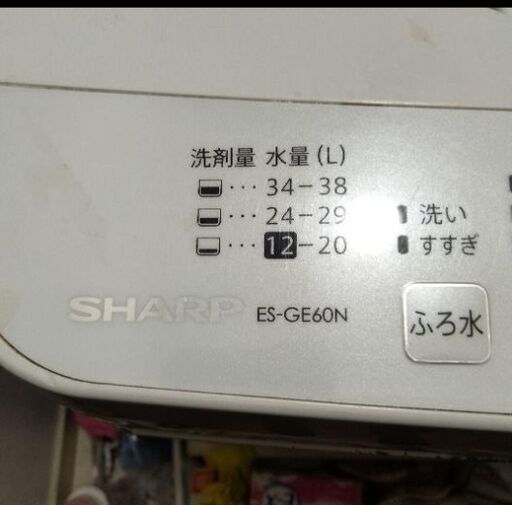 洗剤量 水量(L)
···34-38
···24-29
···12-20
洗い
すすぎ
SHARP ES-GE60N
ふろ水